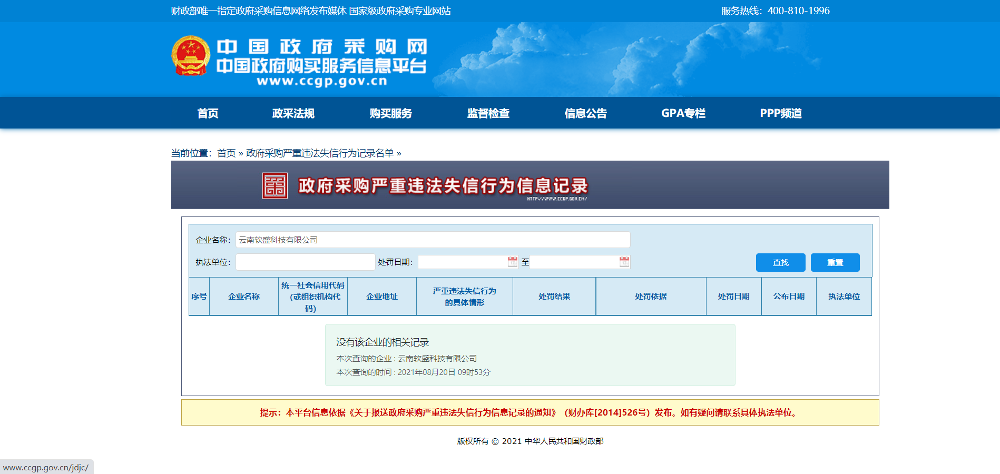 财政部唯一指定政府采购信息网络发布媒体 国家级政府采购专业网站
服务热线：400-810-1996
中国政府采购网
中国政府购买服务信息平台
www.ccgp.gov.cn
首页 政采法规 购买服务 监督检查 信息公告 GPA专栏 PPP频道
当前位置：首页 » 政府采购严重违法失信行为记录名单 »
政府采购严重违法失信行为信息记录
HTTP://WWW.CCGP.GOV.CN/
企业名称： 云南软盛科技有限公司
执法单位： 处罚日期： 至 查找 重置
序号 企业名称 统一社会信用代码（或组织机构代码） 企业地址 严重违法失信行为的具体情形 处罚结果 处罚依据 处罚日期 公布日期 执法单位
没有该企业的相关记录
本次查询的企业 : 云南软盛科技有限公司
本次查询的时间 : 2021年08月20日 09时53分
提示：本平台信息依据《关于报送政府采购严重违法失信行为信息记录的通知》（财办库[2014]526号）发布。如有疑问请联系具体执法单位。
版权所有 © 2021 中华人民共和国财政部
www.ccgp.gov.cn/jdjc/